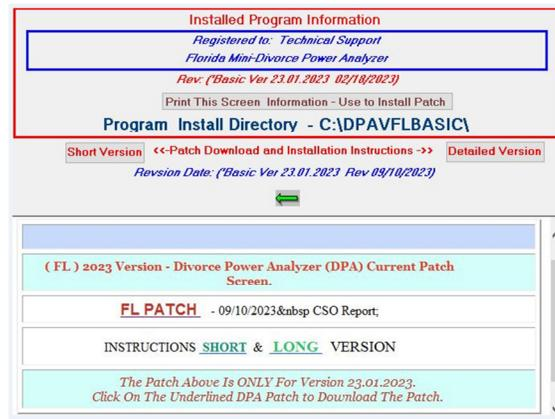 Installed Program Information
Registered to: Technical Support
Florida Mini-Divorce Power Analyzer
Rev: ('Basic Ver 23.01.2023 02/18/2023)
Print This Screen Information - Use to Install Patch
Program Install Directory - C:\DPAVFLBASIC\
Short Version <<-Patch Download and Installation Instructions ->> Detailed Version
Revsion Date: ('Basic Ver 23.01.2023 Rev 09/10/2023)
( FL ) 2023 Version - Divorce Power Analyzer (DPA) Current Patch
Screen.
FL PATCH - 09/10/2023&nbsp CSO Report;
INSTRUCTIONS SHORT & LONG VERSION
The Patch Above Is ONLY For Version 23.01.2023.
Click On The Underlined DPA Patch to Download The Patch.